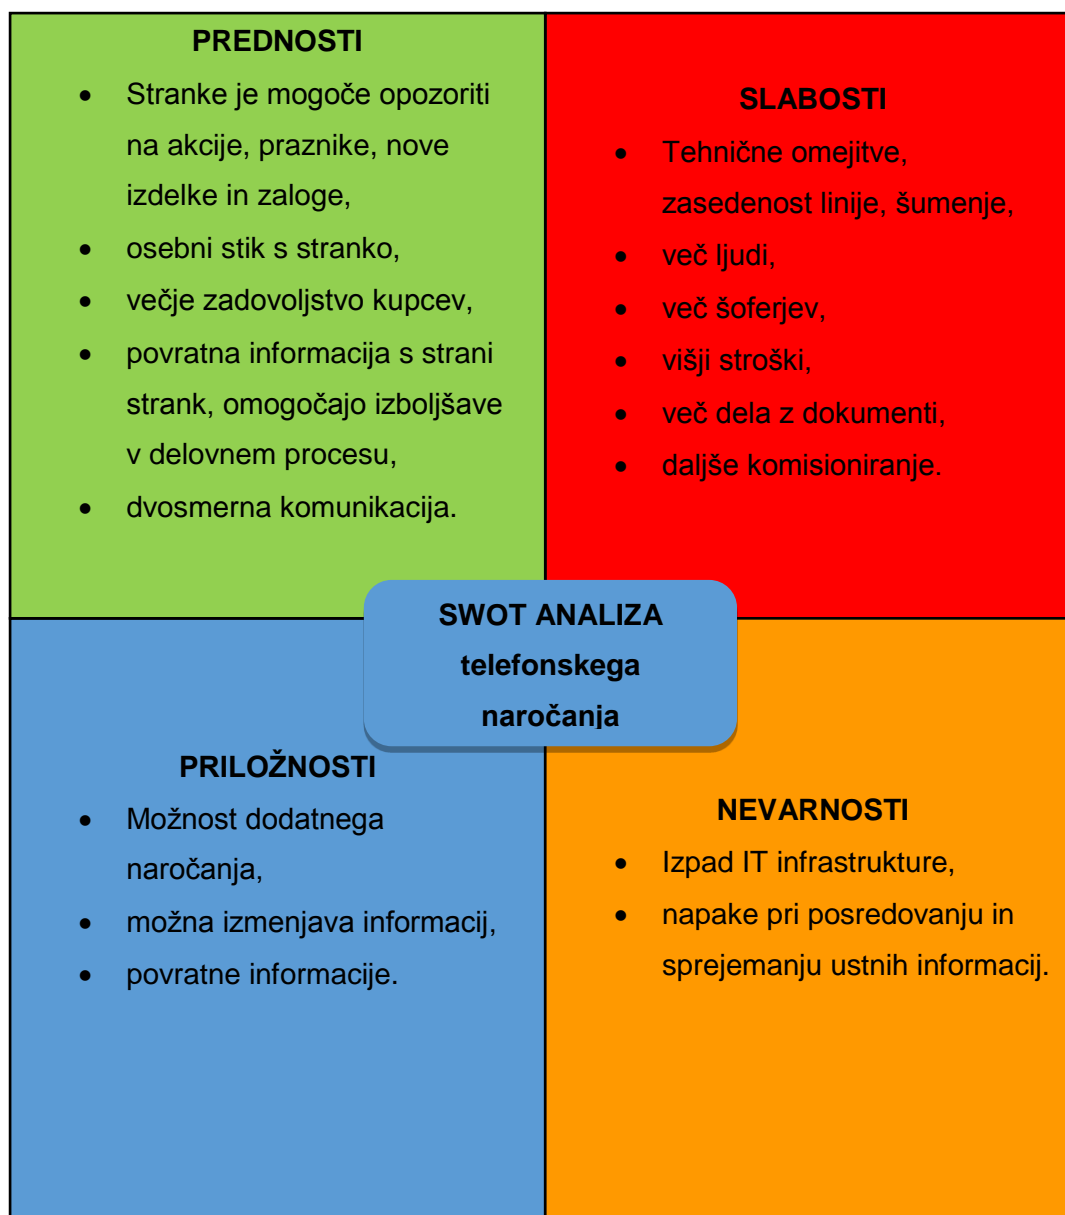 PREDNOSTI
• Stranke je mogoče opozoriti
na akcije, praznike, nove
izdelke in zaloge,
• osebni stik s stranko,
• večje zadovoljstvo kupcev,
• povratna informacija s strani
strank, omogočajo izboljšave
v delovnem procesu,
• dvosmerna komunikacija.
SLABOSTI
• Tehnične omejitve,
zasedenost linije, šumenje,
• več ljudi,
• več šoferjev,
• višji stroški,
• več dela z dokumenti,
• daljše komisioniranje.
SWOT ANALIZA
telefonskega
naročanja
PRILOŽNOSTI
• Možnost dodatnega
naročanja,
• možna izmenjava informacij,
• povratne informacije.
NEVARNOSTI
• Izpad IT infrastrukture,
• napake pri posredovanju in
sprejemanju ustnih informacij.